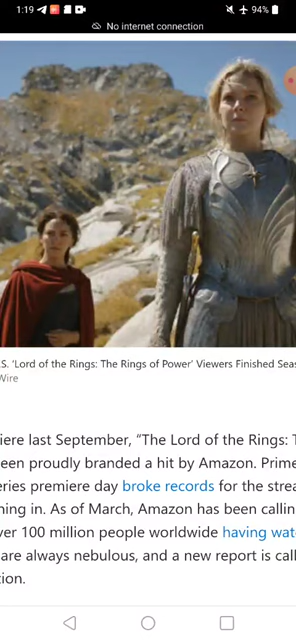 1:19
94%
No internet connection
.S. 'Lord of the Rings: The Rings of Power' Viewers Finished Seas
Wire
iere last September, “The Lord of the Rings: T
een proudly branded a hit by Amazon. Prime
eries premiere day broke records for the strea
ning in. As of March, Amazon has been callin
ver 100 million people worldwide having wat
are always nebulous, and a new report is call
tion.